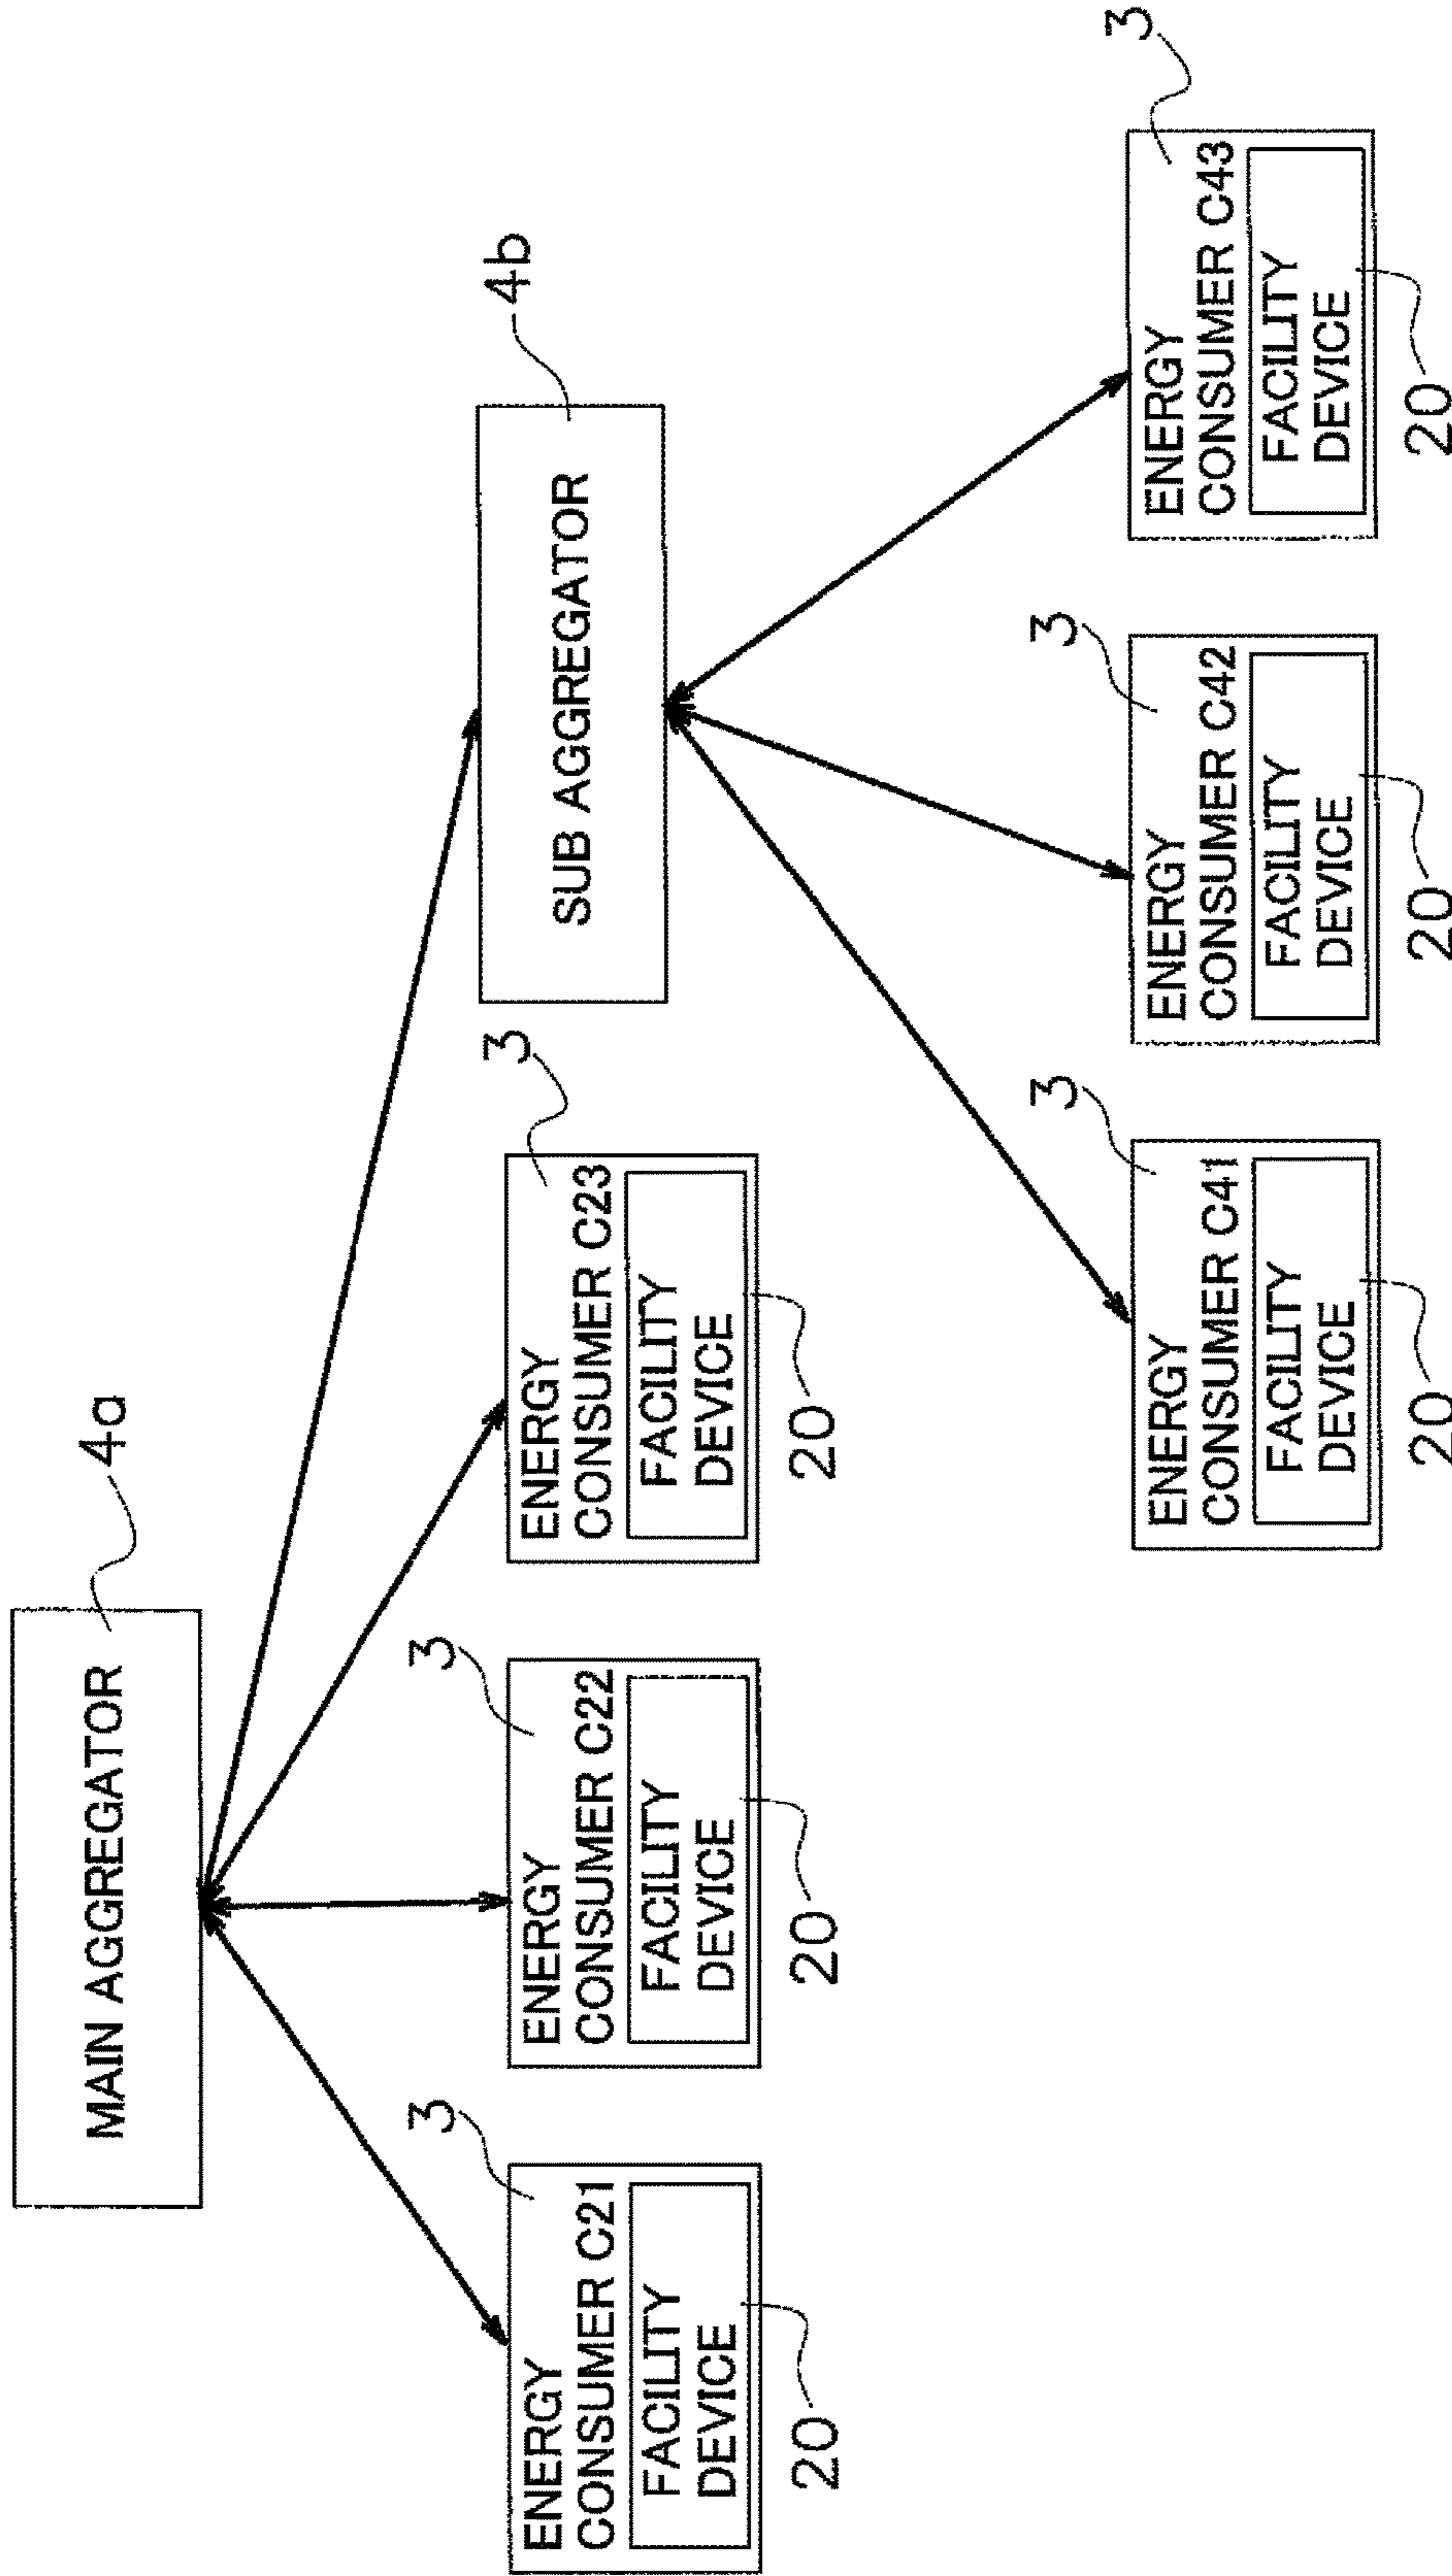 MAIN AGGREGATOR
4a
3
ENERGY
CONSUMER C21
FACILITY
DEVICE
20
3
ENERGY
CONSUMER C22
FACILITY
DEVICE
20
3
ENERGY
CONSUMER C23
FACILITY
DEVICE
20
SUB AGGREGATOR
4b
3
ENERGY
CONSUMER C41
FACILITY
DEVICE
20
3
ENERGY
CONSUMER C42
FACILITY
DEVICE
20
3
ENERGY
CONSUMER C43
FACILITY
DEVICE
20